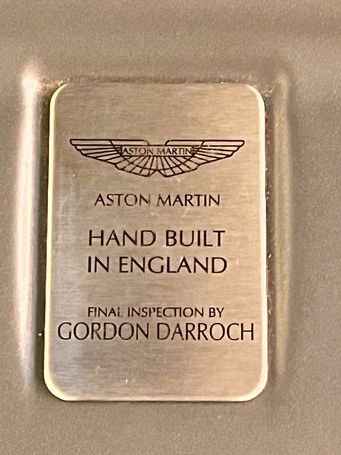 ASTON MARTIN
ASTON MARTIN
HAND BUILT
IN ENGLAND
FINAL INSPECTION BY
GORDON DARROCH